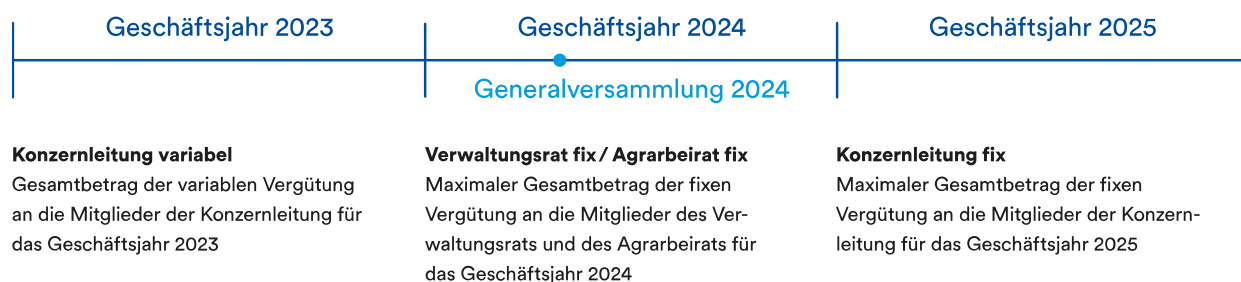 Geschäftsjahr 2023
Geschäftsjahr 2024
Geschäftsjahr 2025
Generalversammlung 2024
Konzernleitung variabel
Gesamtbetrag der variablen Vergütung
an die Mitglieder der Konzernleitung für
das Geschäftsjahr 2023
Verwaltungsrat fix / Agrarbeirat fix
Maximaler Gesamtbetrag der fixen
Vergütung an die Mitglieder des Ver-
waltungsrats und des Agrarbeirats für
das Geschäftsjahr 2024
Konzernleitung fix
Maximaler Gesamtbetrag der fixen
Vergütung an die Mitglieder der Konzern-
leitung für das Geschäftsjahr 2025